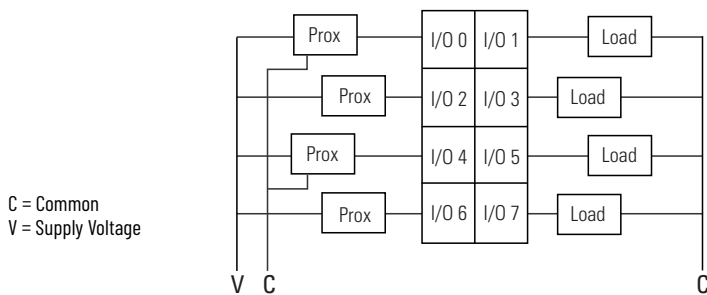 Prox I/O 0 I/O 1 Load
Prox I/O 2 I/O 3 Load
Prox I/O 4 I/O 5 Load
Prox I/O 6 I/O 7 Load
C = Common
V = Supply Voltage
V C C